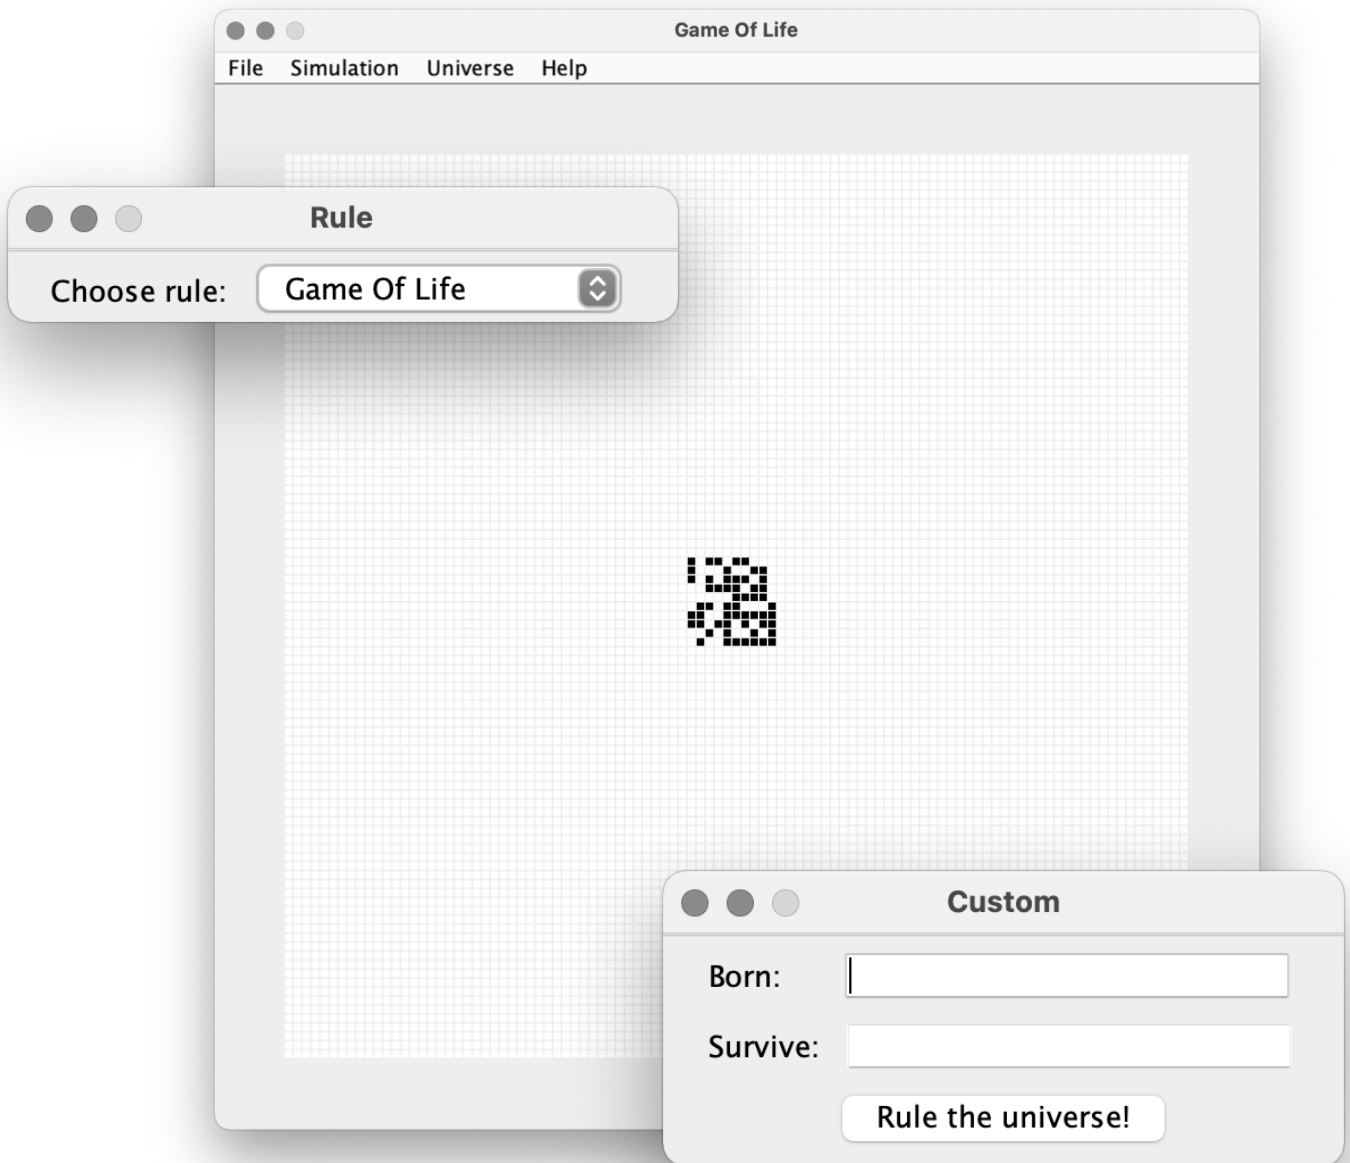 Game Of Life
File Simulation Universe Help
Rule
Choose rule: Game Of Life
Custom
Born:
Survive:
Rule the universe!